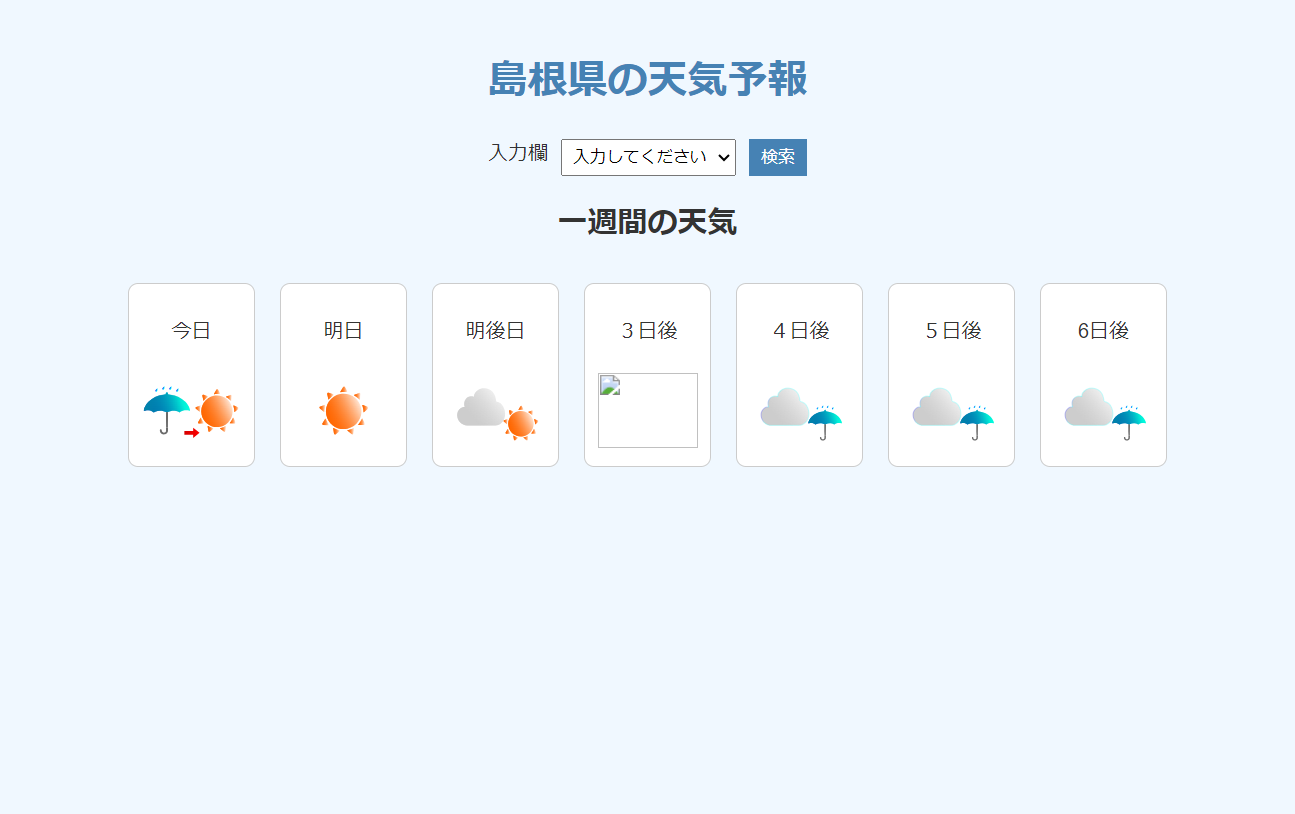 島根県の天気予報
入力欄 入力してください 検索
一週間の天気
今日 明日 明後日 ３日後 ４日後 ５日後 6日後